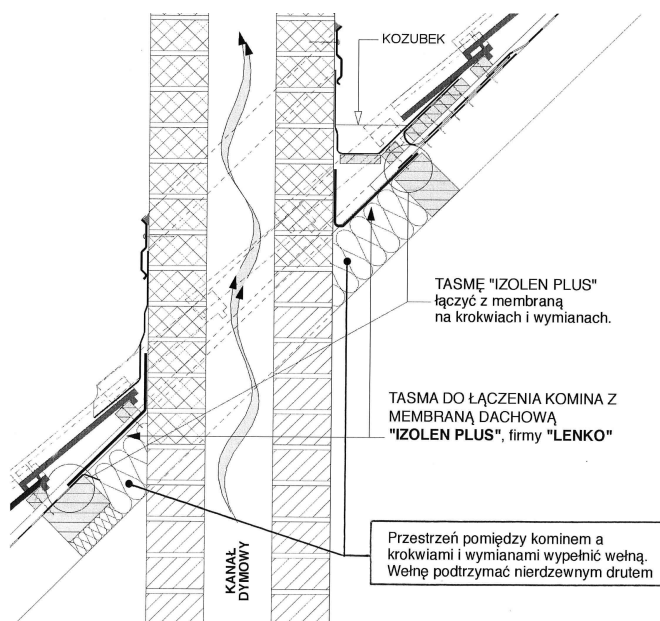 KOZUBEK
TASMĘ "IZOLEN PLUS"
łączyć z membraną
na krokwiach i wymianach.
TASMA DO ŁĄCZENIA KOMINA Z
MEMBRANĄ DACHOWĄ
"IZOLEN PLUS", firmy "LENKO"
Przestrzeń pomiędzy kominem a
krokwiami i wymianami wypełnić wełną.
Wełnę podtrzymać nierdzewnym drutem
KANAŁ
DYMOWY